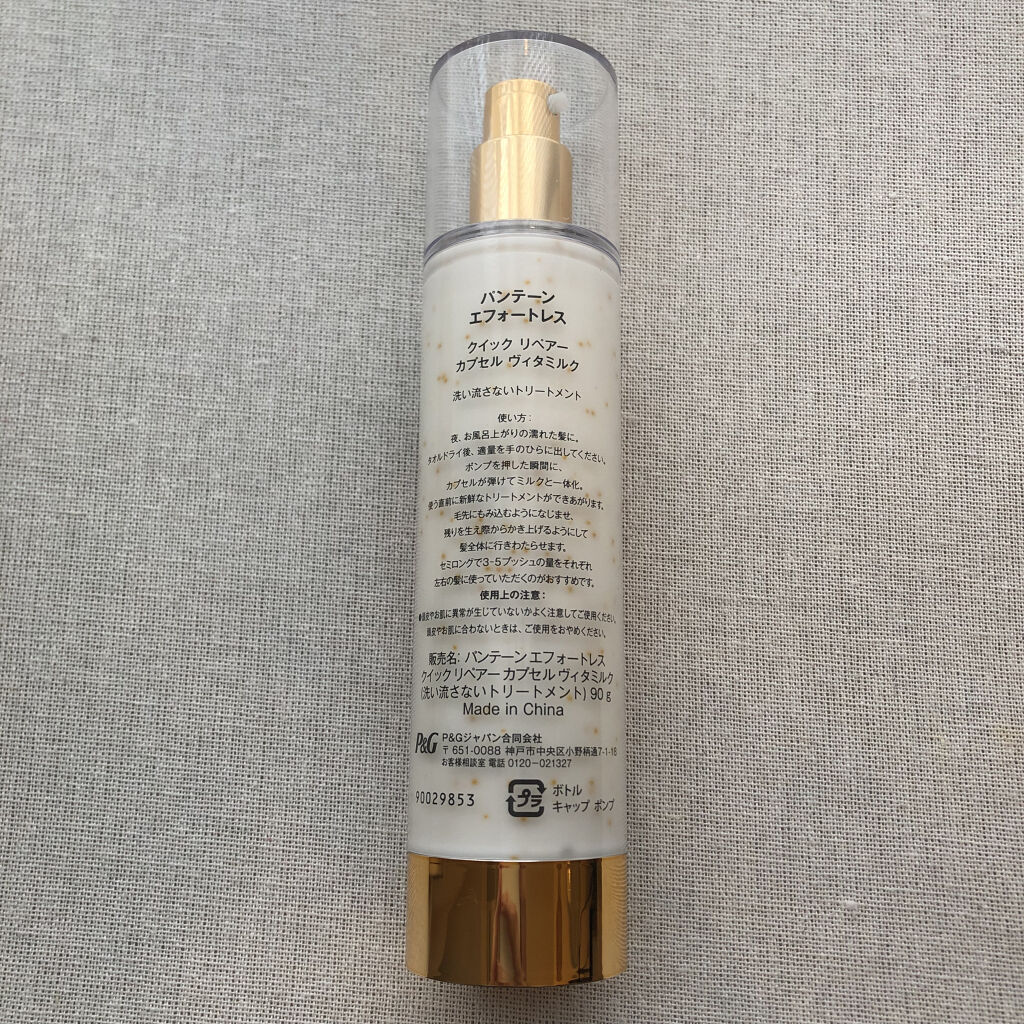 パンテーン
エフォートレス
クイック リペアー
カプセル ヴィタミルク
洗い流さないトリートメント
使い方：
夜、お風呂上がりの濡れた髪に。
タオルドライ後、適量を手のひらに出してください。
ポンプを押した瞬間に、
カプセルが弾けてミルクと一体化。
使う直前に新鮮なトリートメントができあがります。
毛先にもみ込むようになじませ、
残りを生え際からかき上げるようにして
髪全体に行きわたらせます。
セミロングで3-5プッシュの量をそれぞれ
左右の髪に使っていただくのがおすすめです。
使用上の注意：
●頭皮やお肌に異常が生じていないかよく注意してご使用ください。
頭皮やお肌に合わないときは、ご使用をおやめください。
販売名: パンテーン エフォートレス
クイック リペアー カプセル ヴィタミルク
(洗い流さないトリートメント) 90 g
Made in China
P&G P&Gジャパン合同会社
〒651-0088 神戸市中央区小野柄通7-1-18
お客様相談室 電話 0120-021327
90029853
プラ ボトル
キャップ ポンプ